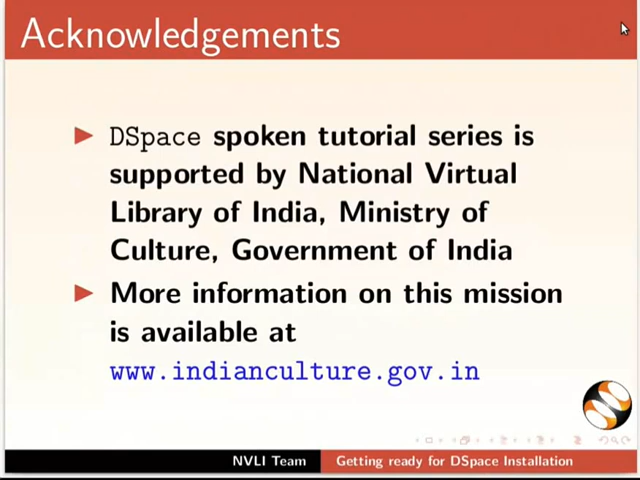 Acknowledgements
DSpace spoken tutorial series is
supported by National Virtual
Library of India, Ministry of
Culture, Government of India
More information on this mission
is available at
www.indianculture.gov.in
NVLI Team Getting ready for DSpace Installation